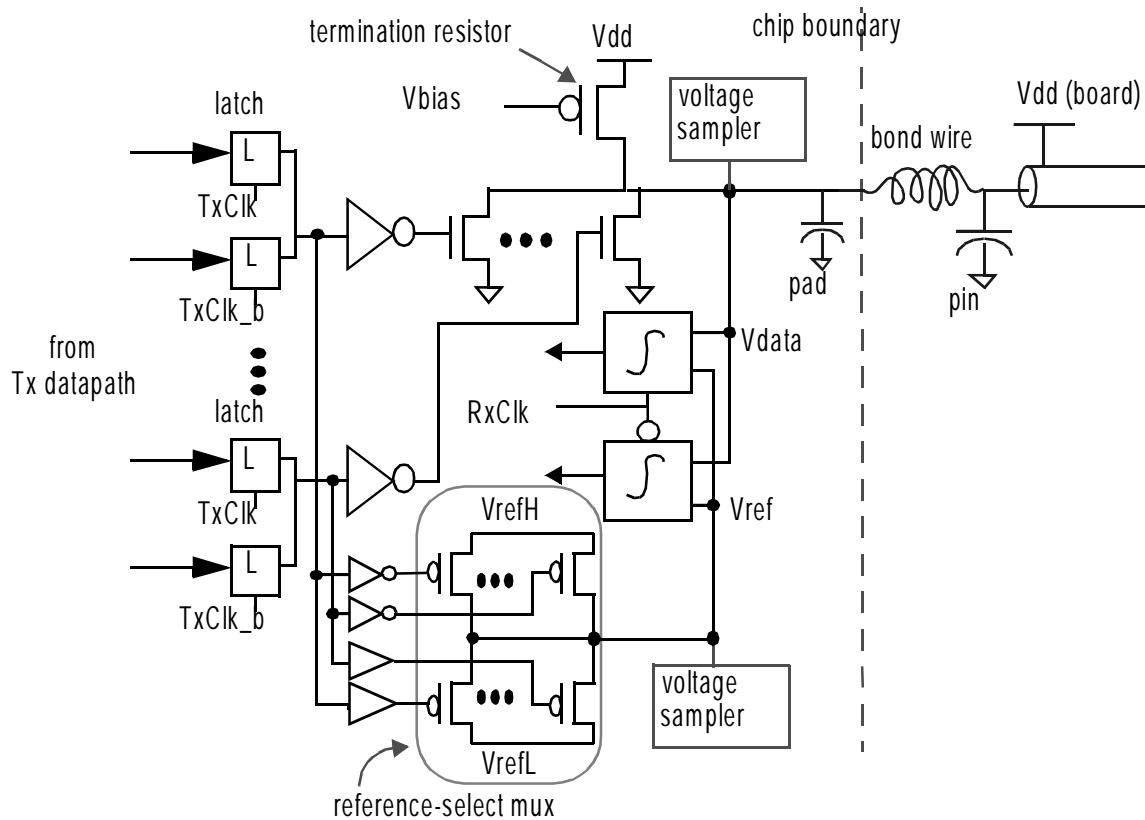 termination resistor
Vdd
chip boundary
Vbias
voltage
sampler
Vdd (board)
latch
bond wire
L
TxClk
L
TxClk_b
pad
pin
from
Tx datapath
Vdata
∫
RxClk
latch
L
∫
TxClk
VrefH
Vref
L
TxClk_b
voltage
sampler
VrefL
reference-select mux